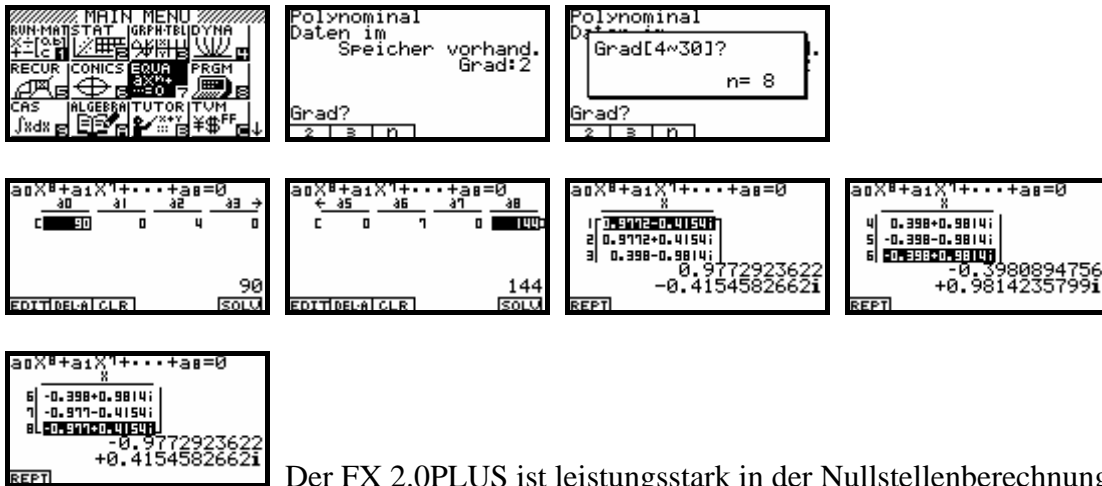 MAIN MENU
RUN·MAT STAT GRPH·TBL DYNA
RECUR CONICS EQUA PRGM
aXⁿ+
…=0
CAS ALGEBRA TUTOR TVM
∫xdx
Polynominal
Daten im
Speicher vorhand.
Grad:2
Grad?
2 3 n
Polynominal
Grad[4~30]?
n= 8
Grad?
2 3 n
a0X⁸+a1X⁷+···+a8=0
a0 a1 a2 a3 →
90 0 4 0
90
EDIT DEL·A CLR SOLV
a0X⁸+a1X⁷+···+a8=0
← a5 a6 a7 a8
0 7 0 144
144
EDIT DEL·A CLR SOLV
a0X⁸+a1X⁷+···+a8=0
X
1 0.9772-0.4154i
2 0.9772+0.4154i
3 0.398-0.9814i
0.9772923622
-0.4154582662i
REPT
a0X⁸+a1X⁷+···+a8=0
X
4 0.398+0.9814i
5 -0.398-0.9814i
6 -0.398+0.9814i
-0.3980894756
+0.9814235799i
REPT
a0X⁸+a1X⁷+···+a8=0
X
6 -0.398+0.9814i
7 -0.977-0.4154i
8 -0.977+0.4154i
-0.9772923622
+0.4154582662i
REPT
Der FX 2.0PLUS ist leistungsstark in der Nullstellenberechnung